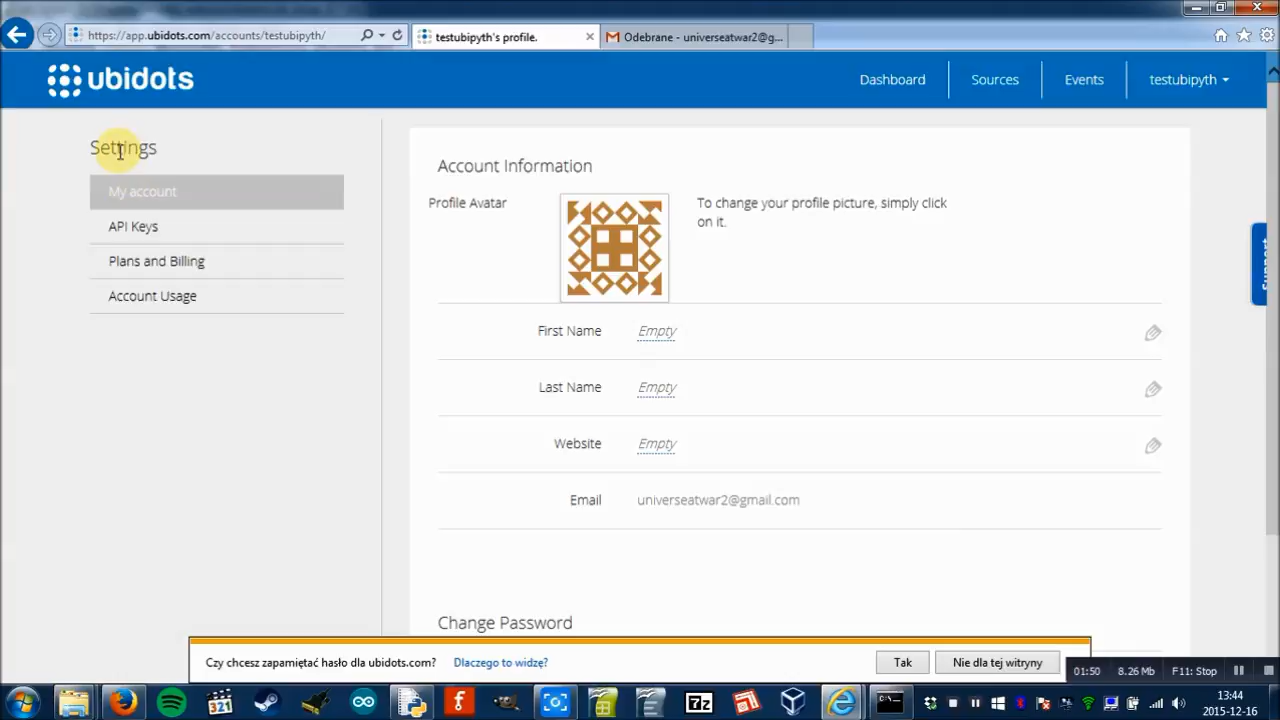 https://app.ubidots.com/accounts/testubipyth/
testubipyth's profile.
Odebrane - universeatwar2@g...
ubidots
Dashboard
Sources
Events
testubipyth
Settings
My account
API Keys
Plans and Billing
Account Usage
Account Information
Profile Avatar
To change your profile picture, simply click
on it.
First Name
Empty
Last Name
Empty
Website
Empty
Email
universeatwar2@gmail.com
Support
Change Password
Czy chcesz zapamiętać hasło dla ubidots.com?
Dlaczego to widzę?
Tak
Nie dla tej witryny
01:50
8.26 Mb
F11: Stop
321
7z
13:44
2015-12-16